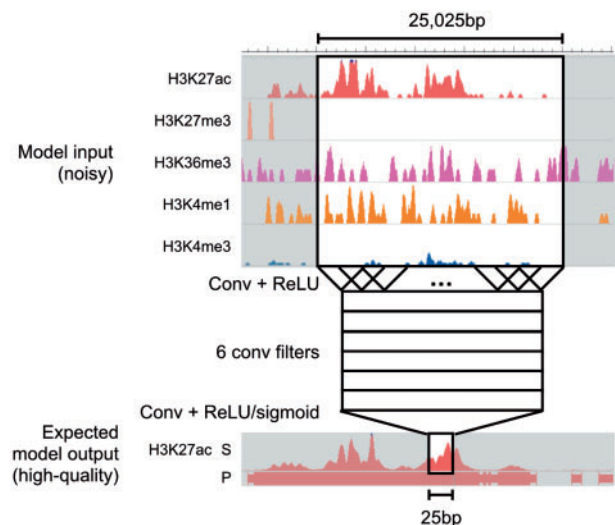 25,025bp
H3K27ac
H3K27me3
Model input
(noisy)
H3K36me3
H3K4me1
H3K4me3
Conv + ReLU
...
6 conv filters
Conv + ReLU/sigmoid
Expected
model output
(high-quality)
H3K27ac S
P
25bp